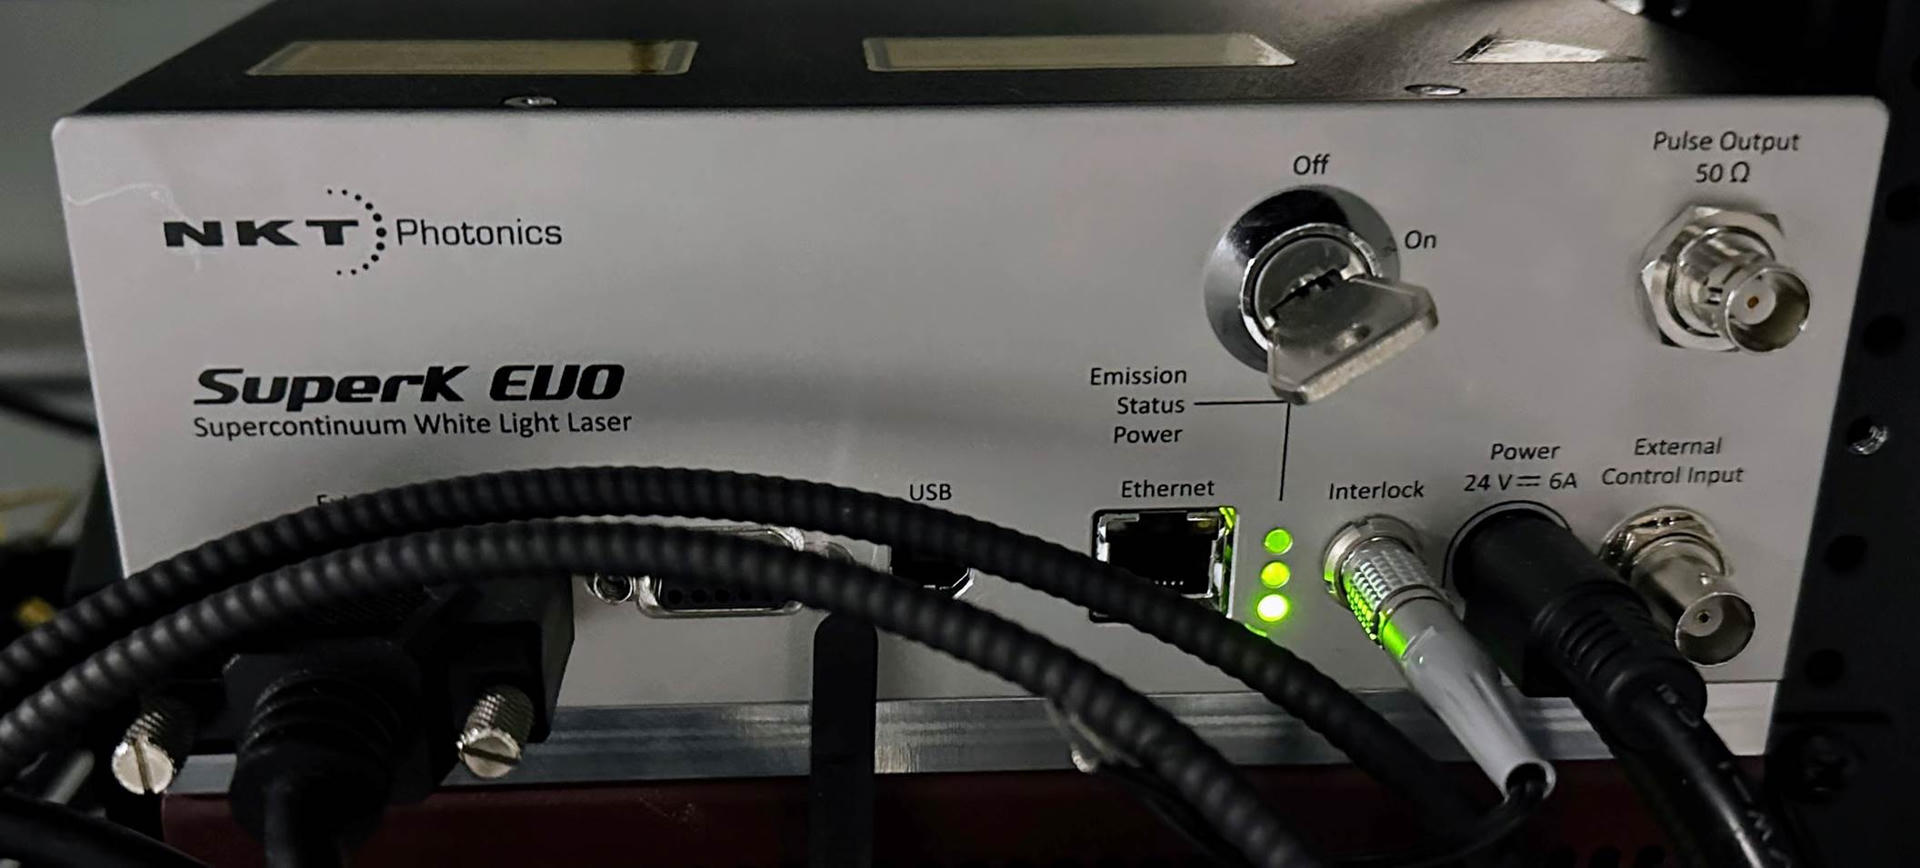 NKT Photonics
SuperK EVO
Supercontinuum White Light Laser
Off
On
Pulse Output
50 Ω
Emission
Status
Power
USB
Ethernet
Interlock
Power
24 V⎓ 6A
External
Control Input